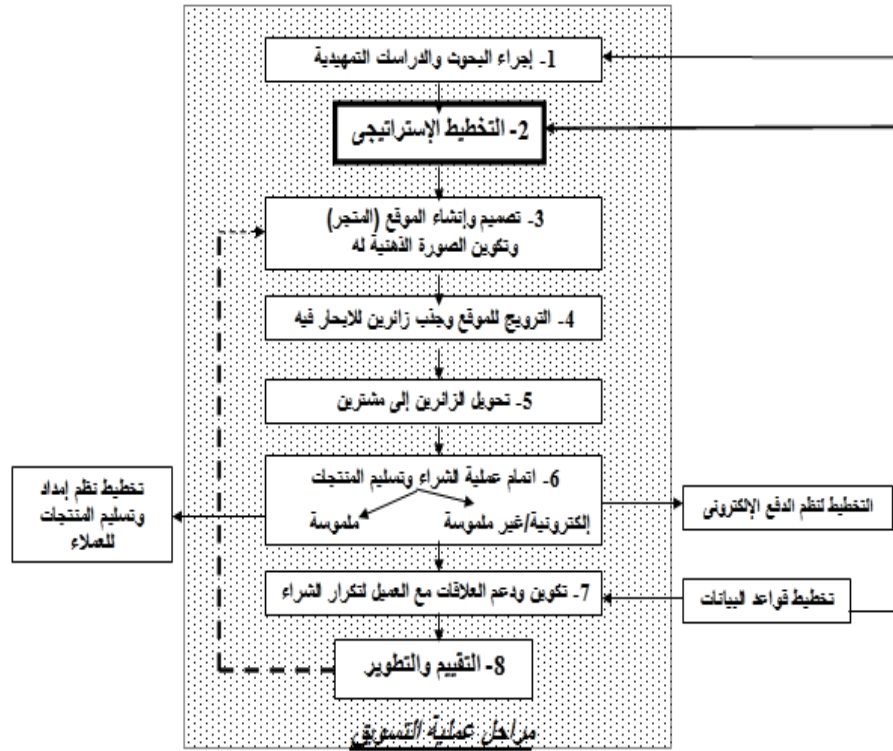 1- إجراء البحوث والدراسات التمهيدية
2- التخطيط الإستراتيجى
3- تصميم وإنشاء الموقع (المتجر)
وتكوين الصورة الذهنية له
4- الترويج للموقع وجذب زائرين للابحار فيه
5- تحويل الزائرين إلى مشترين
6- اتمام عملية الشراء وتسليم المنتجات
إلكترونية/غير ملموسة
ملموسة
التخطيط لنظم الدفع الإلكترونى
تخطيط نظم إمداد
وتسليم المنتجات
للعملاء
7- تكوين ودعم العلاقات مع العميل لتكرار الشراء
تخطيط قواعد البيانات
8- التقييم والتطوير
مراحل عملية التسويق